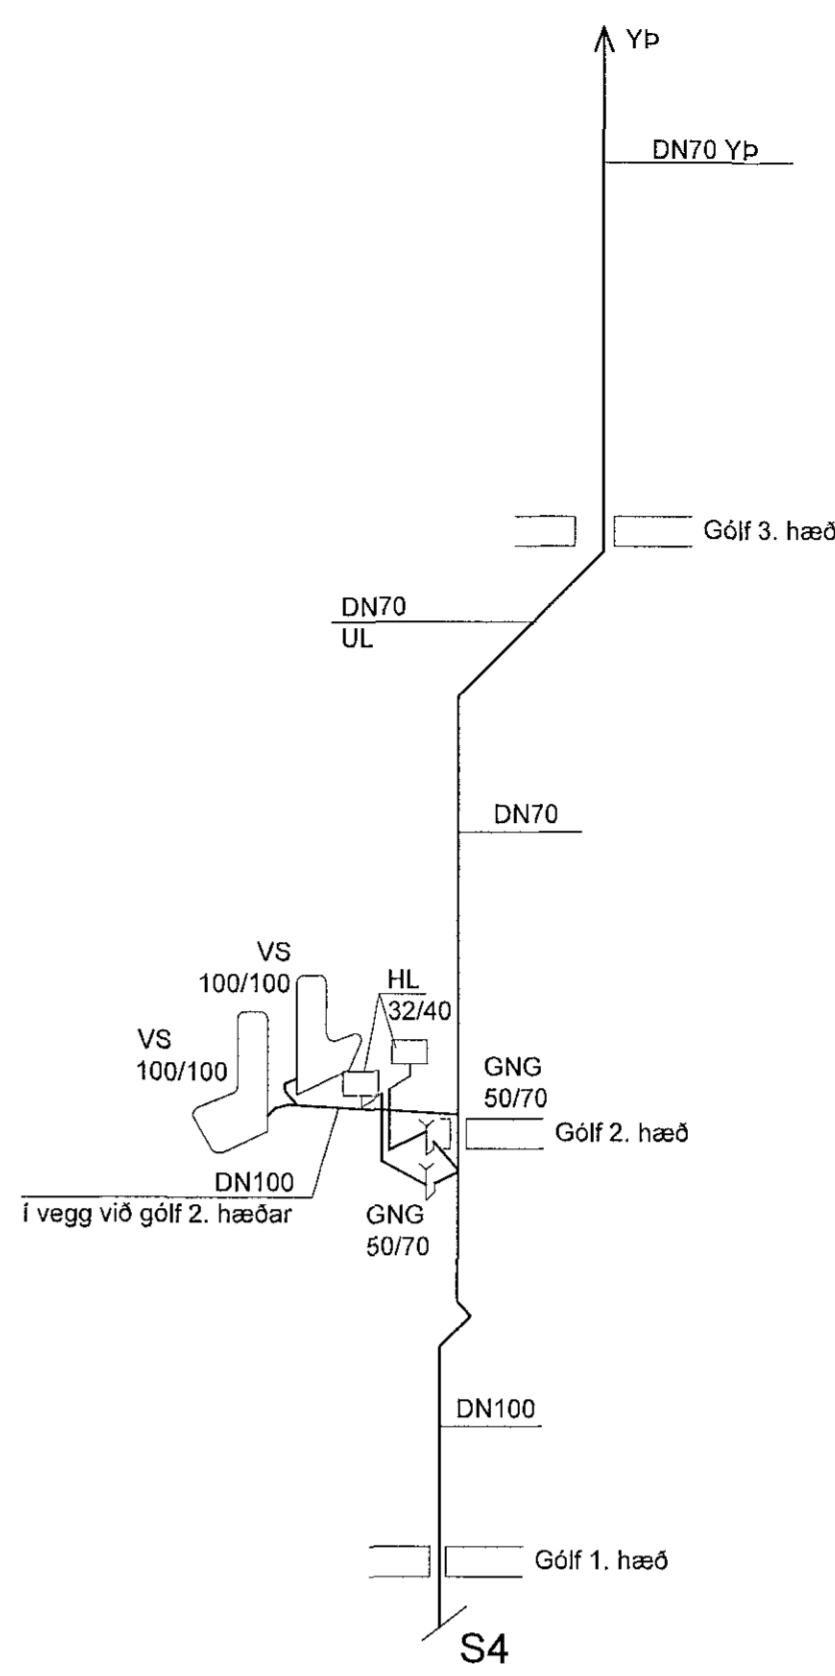 YÞ
DN70 YÞ
Gólf 3. hæð
DN70
UL
DN70
VS
100/100
HL
32/40
VS
100/100
GNG
50/70
Gólf 2. hæð
DN100
í vegg við gólf 2. hæðar
GNG
50/70
DN100
Gólf 1. hæð
S4